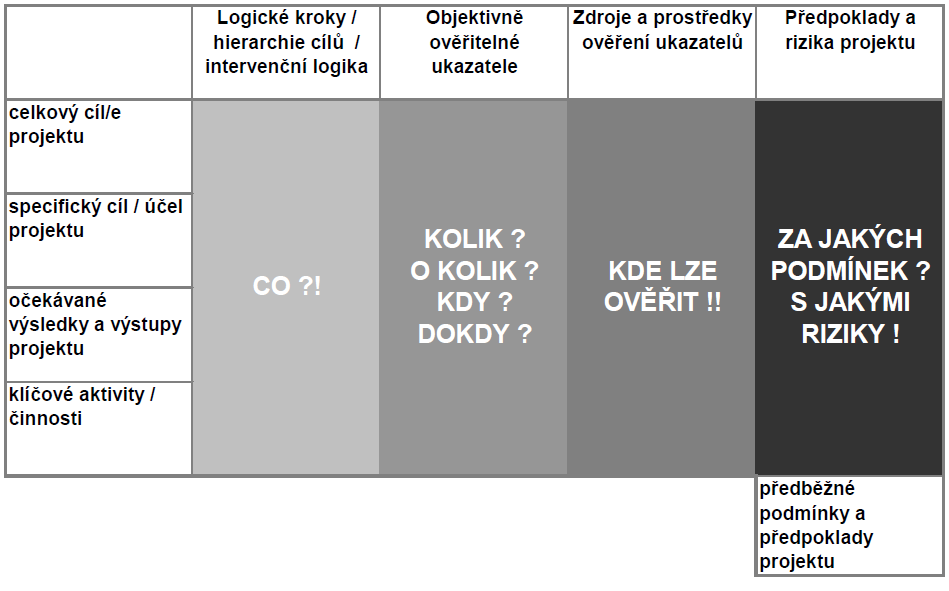 Logické kroky /
hierarchie cílů /
intervenční logika
Objektivně
ověřitelné
ukazatele
Zdroje a prostředky
ověření ukazatelů
Předpoklady a
rizika projektu
celkový cíl/e
projektu
specifický cíl / účel
projektu
očekávané
výsledky a výstupy
projektu
klíčové aktivity /
činnosti
CO ?!
KOLIK ?
O KOLIK ?
KDY ?
DOKDY ?
KDE LZE
OVĚŘIT !!
ZA JAKÝCH
PODMÍNEK ?
S JAKÝMI
RIZIKY !
předběžné
podmínky a
předpoklady
projektu